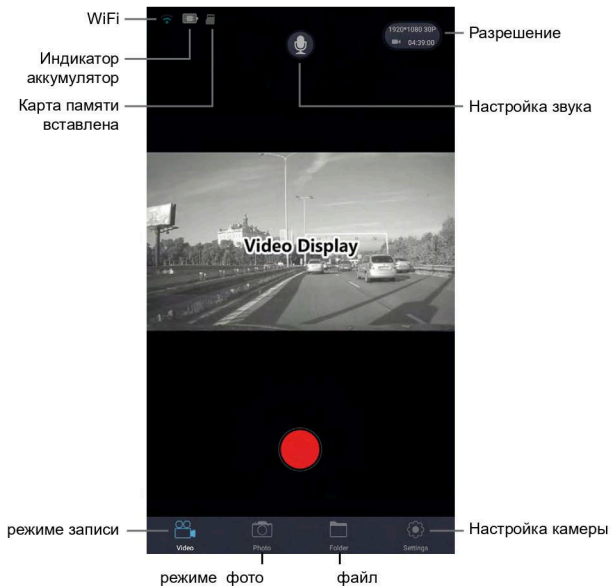 WiFi
Индикатор
аккумулятор
Карта памяти
вставлена
1920*1080 30P
04:39:00
Разрешение
Настройка звука
Video Display
режиме записи
Настройка камеры
Video
Photo
Folder
Settings
режиме фото
файл